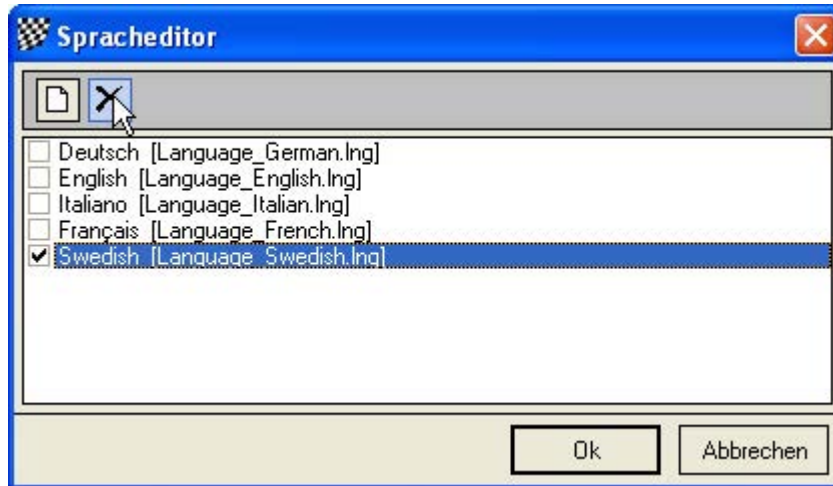 Spracheditor
Deutsch [Language_German.lng]
English [Language_English.lng]
Italiano [Language_Italian.lng]
Français [Language_French.lng]
Swedish [Language_Swedish.lng]
Ok
Abbrechen